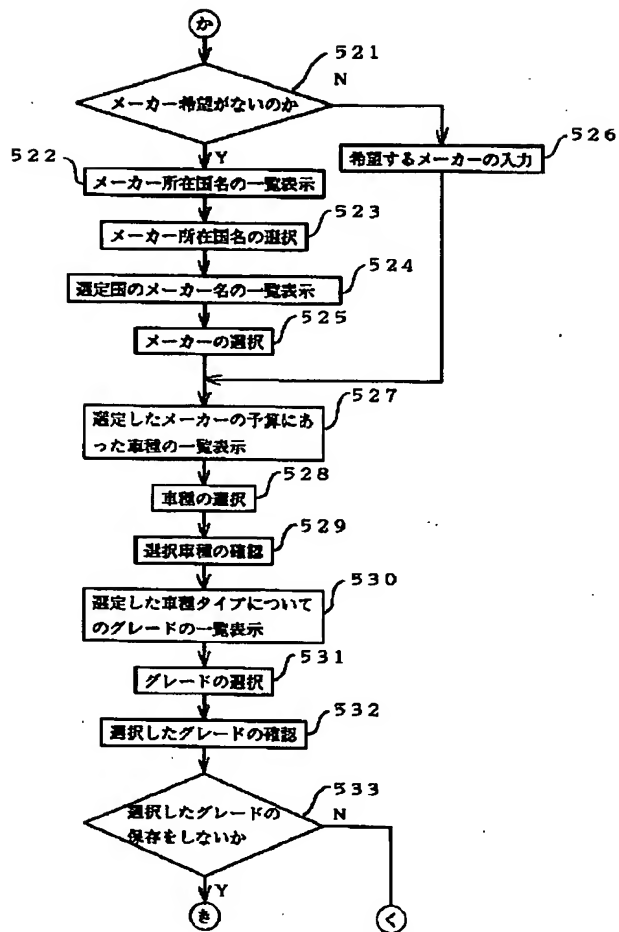 か
521
メーカー希望がないのか
N
Y
526
希望するメーカーの入力
522
メーカー所在国名の一覧表示
523
メーカー所在国名の選択
524
選定国のメーカー名の一覧表示
525
メーカーの選択
527
選定したメーカーの予算にあ
った車種の一覧表示
528
車種の選択
529
選択車種の確認
530
選定した車種タイプについて
のグレードの一覧表示
531
グレードの選択
532
選択したグレードの確認
533
選択したグレードの
保存をしないか
N
Y
き
く